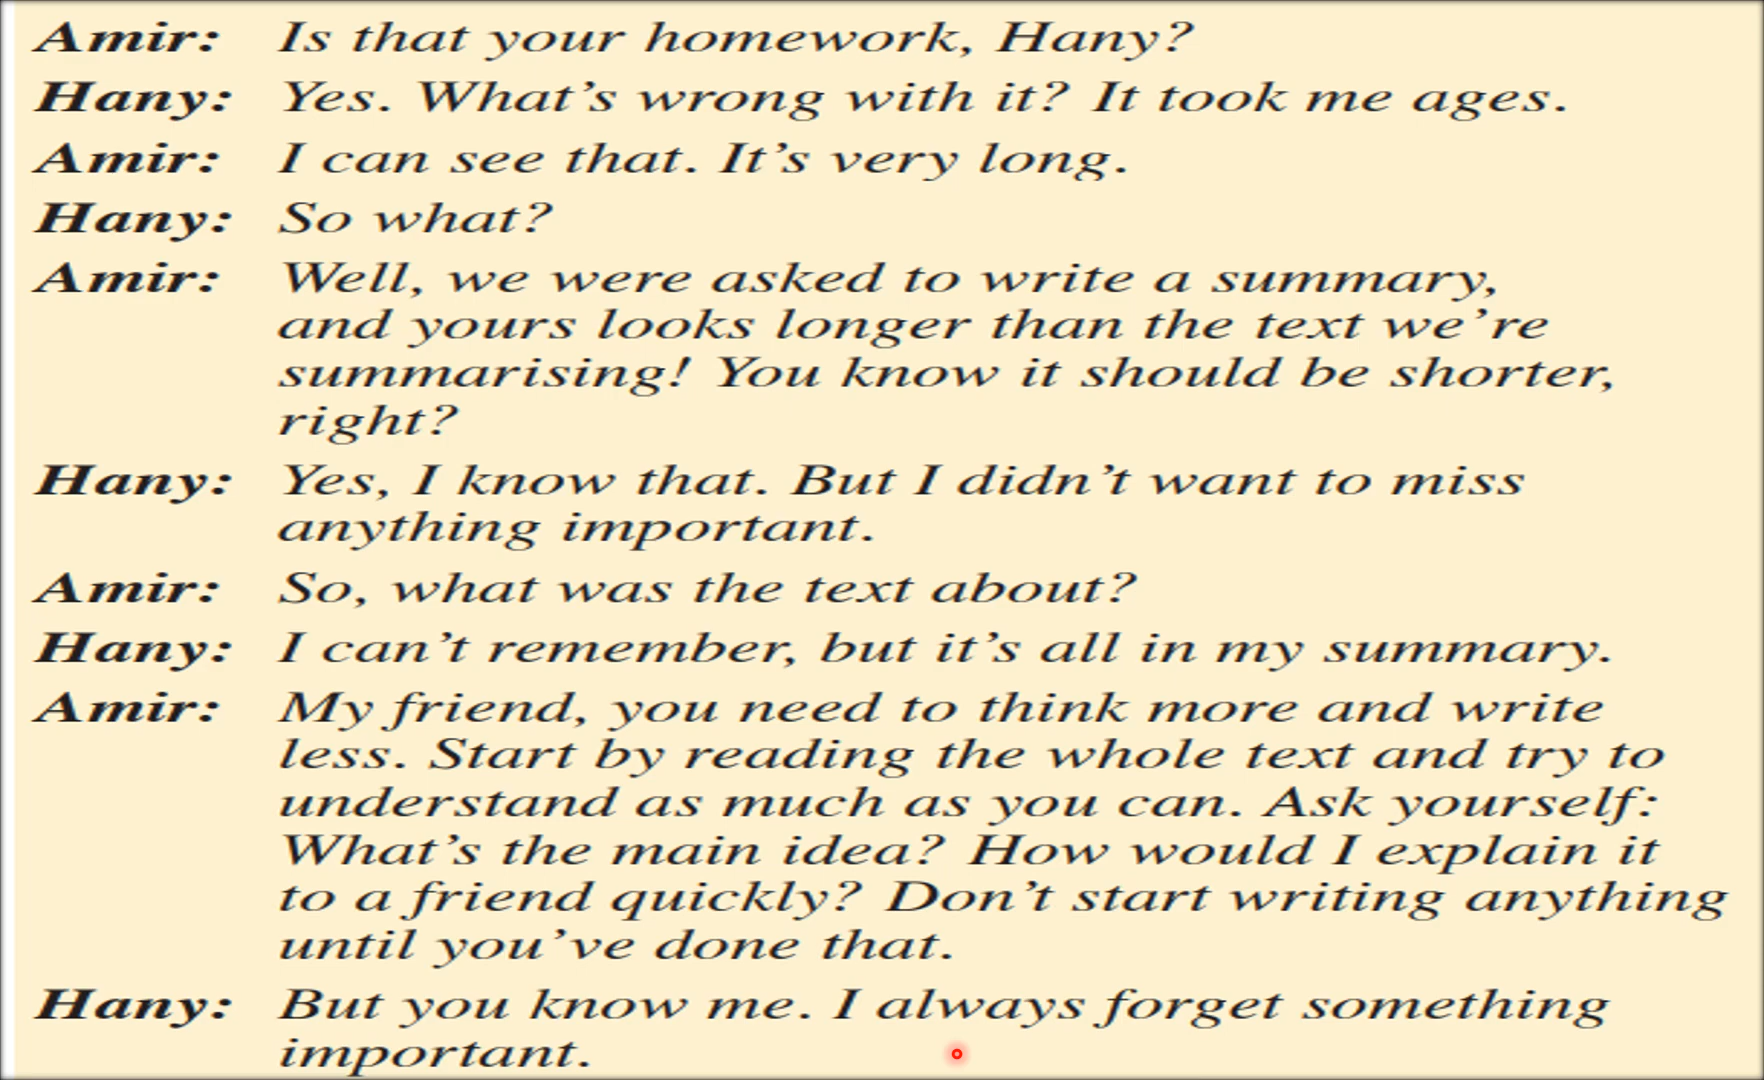 Amir: Is that your homework, Hany?
Hany: Yes. What's wrong with it? It took me ages.
Amir: I can see that. It's very long.
Hany: So what?
Amir: Well, we were asked to write a summary,
and yours looks longer than the text we're
summarising! You know it should be shorter,
right?
Hany: Yes, I know that. But I didn't want to miss
anything important.
Amir: So, what was the text about?
Hany: I can't remember, but it's all in my summary.
Amir: My friend, you need to think more and write
less. Start by reading the whole text and try to
understand as much as you can. Ask yourself:
What's the main idea? How would I explain it
to a friend quickly? Don't start writing anything
until you've done that.
Hany: But you know me. I always forget something
important.